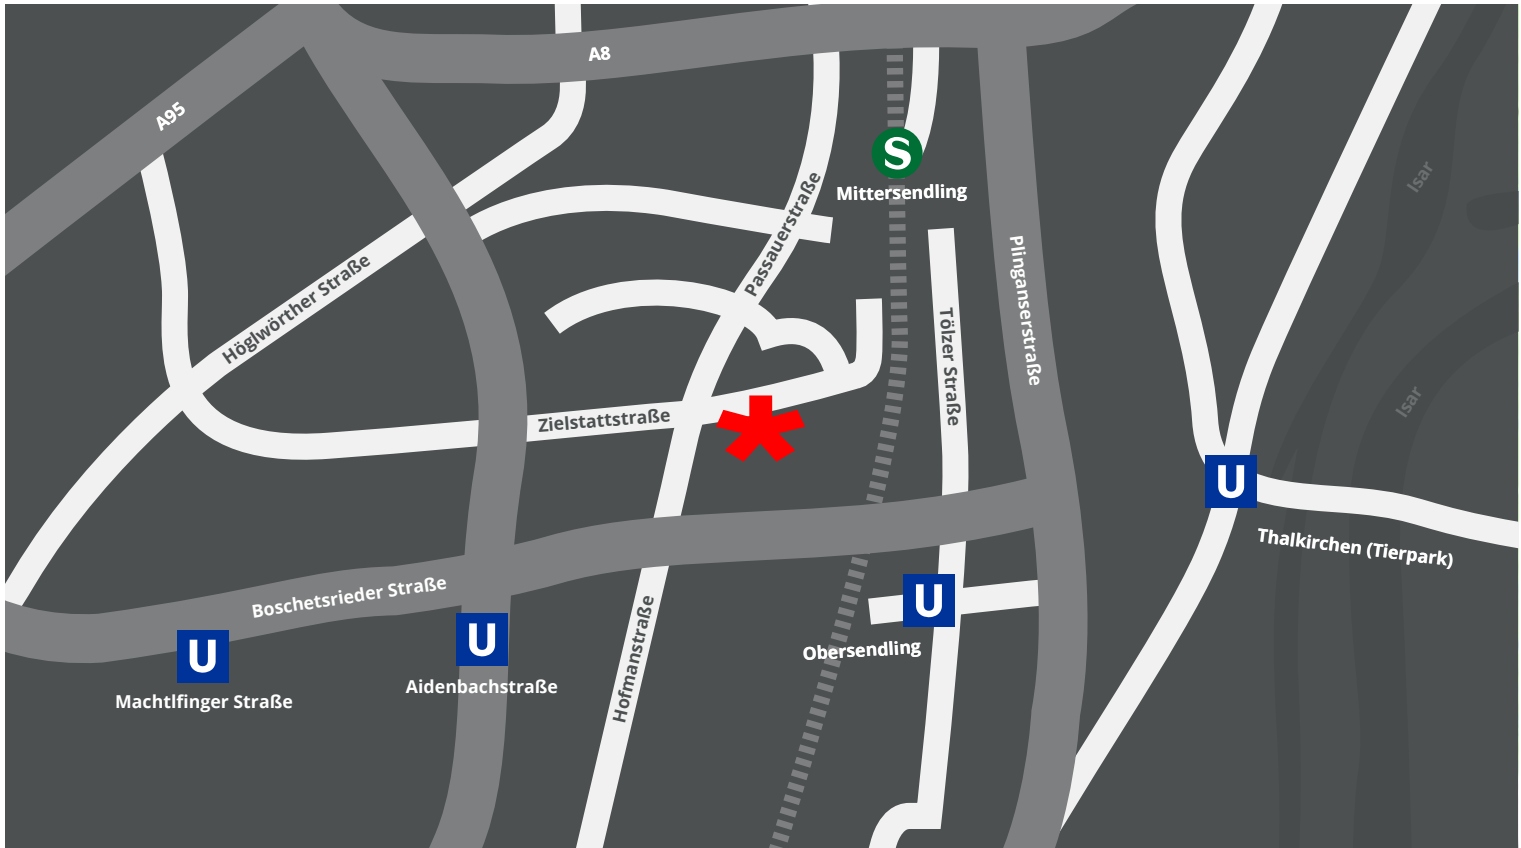 A8
A95
S
Mittersendling
Isar
Passauerstraße
Höglwörther Straße
Plinganserstraße
Tölzer Straße
Isar
Zielstattstraße
U
Thalkirchen (Tierpark)
Boschetsrieder Straße
U
Obersendling
U
Aidenbachstraße
U
Machtlfinger Straße
Hofmanstraße